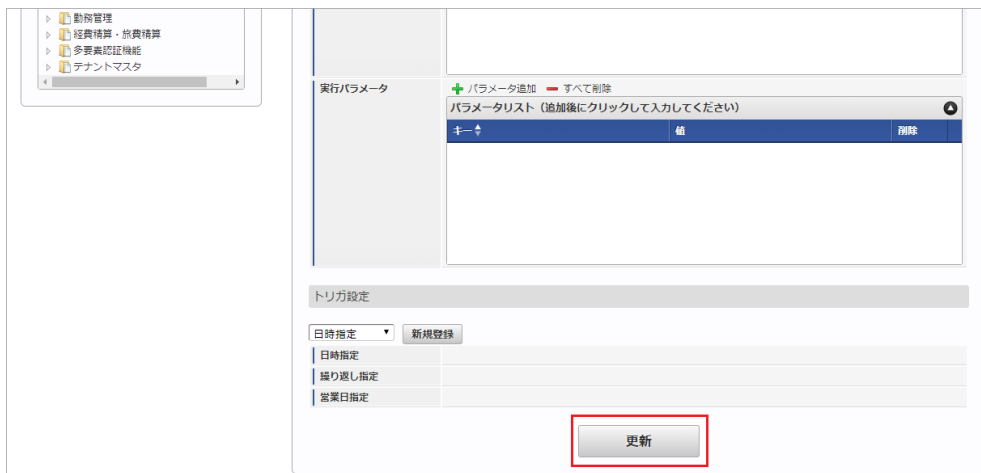 勤務管理
経費精算・旅費精算
多要素認証機能
テナントマスタ
実行パラメータ
パラメータ追加 すべて削除
パラメータリスト（追加後にクリックして入力してください）
キー 値 削除
トリガ設定
日時指定 新規登録
日時指定
繰り返し指定
営業日指定
更新